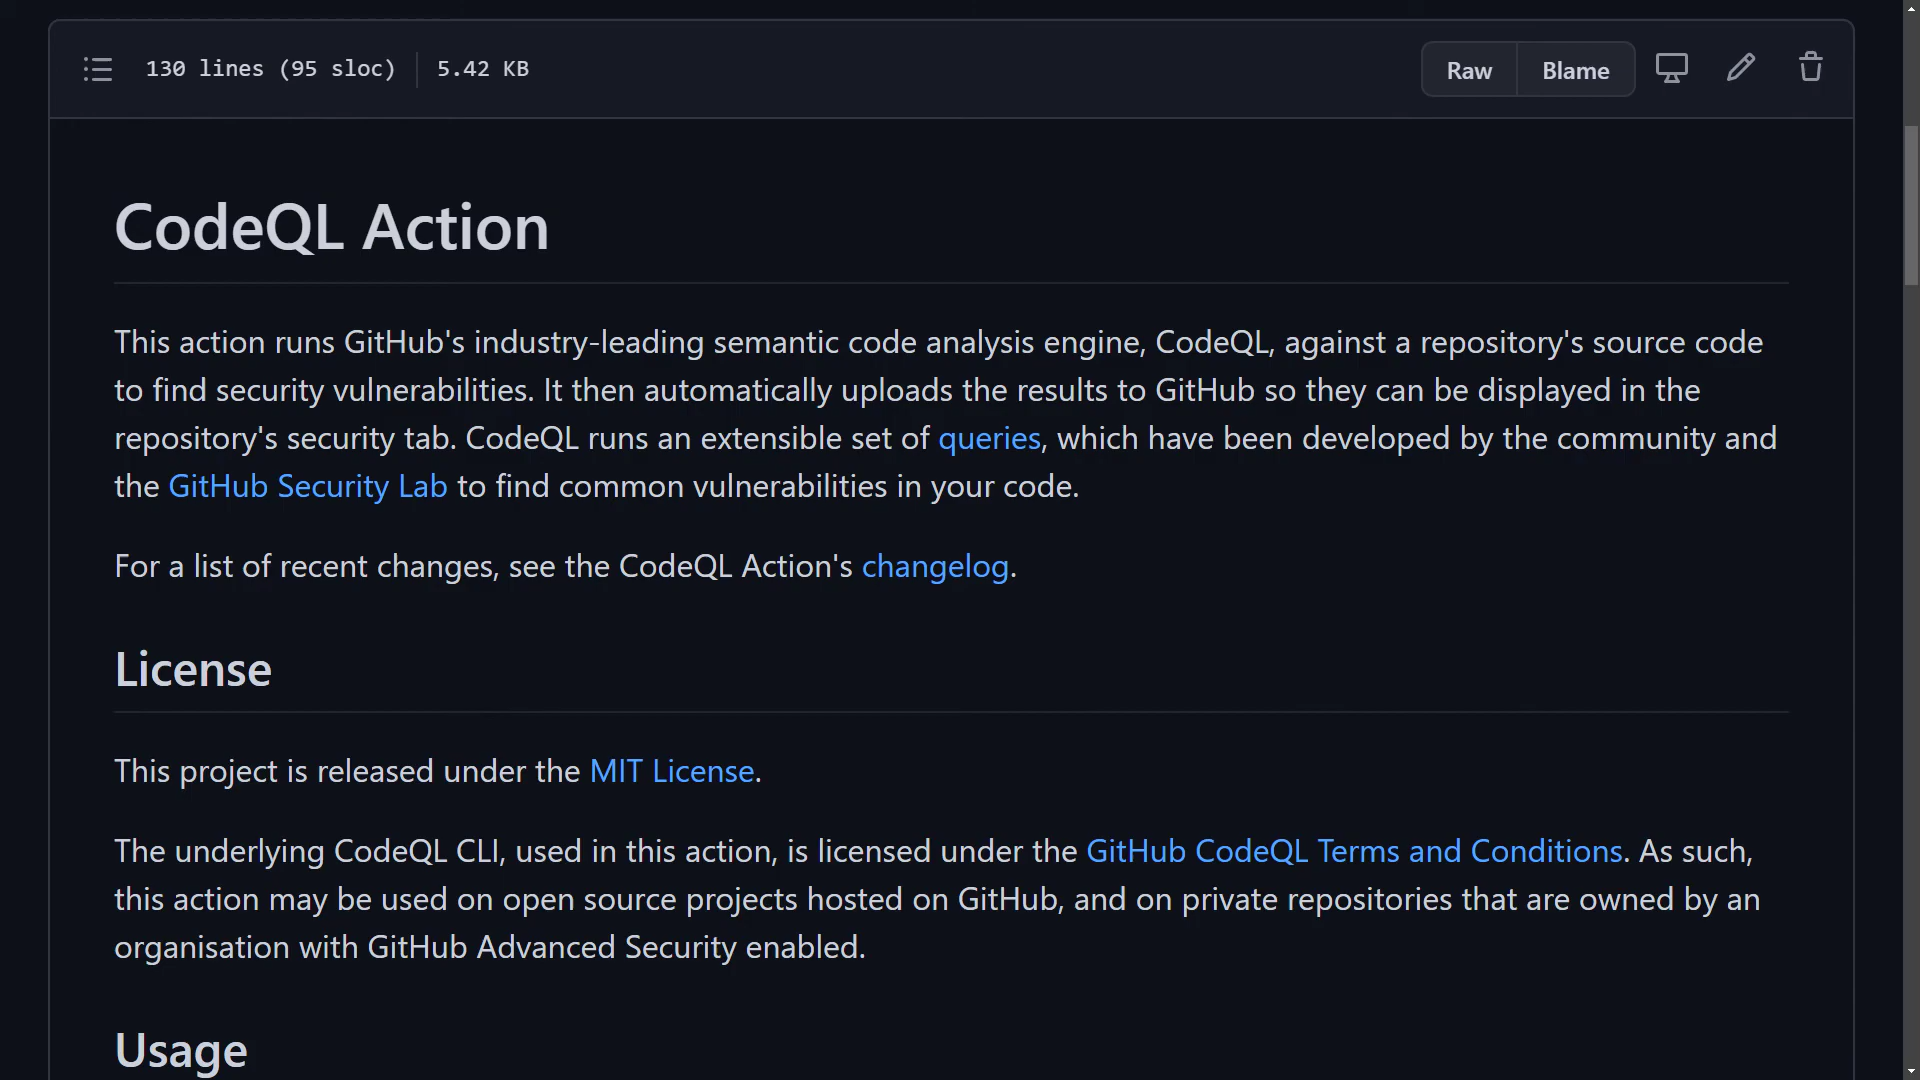 130 lines (95 sloc) 5.42 KB Raw Blame
CodeQL Action
This action runs GitHub's industry-leading semantic code analysis engine, CodeQL, against a repository's source code
to find security vulnerabilities. It then automatically uploads the results to GitHub so they can be displayed in the
repository's security tab. CodeQL runs an extensible set of queries, which have been developed by the community and
the GitHub Security Lab to find common vulnerabilities in your code.
For a list of recent changes, see the CodeQL Action's changelog.
License
This project is released under the MIT License.
The underlying CodeQL CLI, used in this action, is licensed under the GitHub CodeQL Terms and Conditions. As such,
this action may be used on open source projects hosted on GitHub, and on private repositories that are owned by an
organisation with GitHub Advanced Security enabled.
Usage